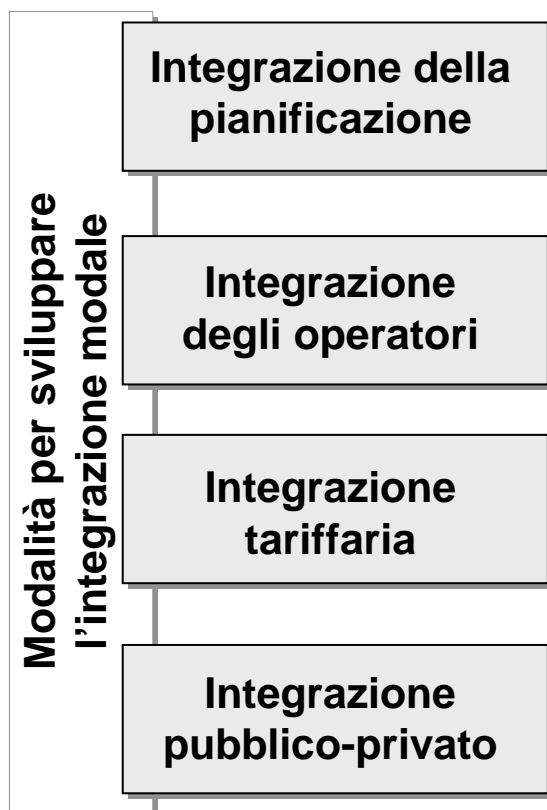 Modalità per sviluppare
l'integrazione modale
Integrazione della
pianificazione
Integrazione
degli operatori
Integrazione
tariffaria
Integrazione
pubblico-privato